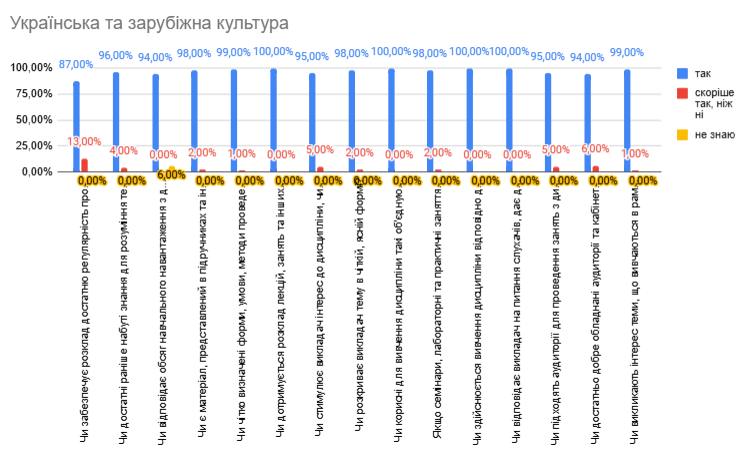 Українська та зарубіжна культура
87,00% 96,00% 94,00% 98,00% 99,00% 100,00% 95,00% 98,00% 100,00% 98,00% 100,00% 100,00% 95,00% 94,00% 99,00%
100,00%
75,00%
50,00%
25,00%
0,00%
13,00% 4,00% 0,00% 2,00% 1,00% 0,00% 5,00% 2,00% 0,00% 2,00% 0,00% 0,00% 5,00% 6,00% 1,00%
0,00% 0,00% 6,00% 0,00% 0,00% 0,00% 0,00% 0,00% 0,00% 0,00% 0,00% 0,00% 0,00% 0,00% 0,00%
так
скоріше
так, ніж
ні
не знаю
Чи забезпечує розклад достатню регулярність про
Чи достатні раніше набуті знання для розуміння те
Чи відповідає обсяг навчального навантаження з д…
Чи є матеріал, представлений в підручниках та ін
Чи чітко визначені форми, умови, методи проведе
Чи дотримується розклад лекцій, занять та інших
Чи стимулює викладач інтерес до дисципліни, чи
Чи розкриває викладач тему в чіткій, ясній формі
Чи корисні для вивчення дисципліни такі об'єдную
Якщо семінари, лабораторні та практичні заняття
Чи здійснюється вивчення дисципліни відповідно д
Чи відповідає викладач на питання слухачів, дає д
Чи підходять аудиторії для проведення занять з ди
Чи достатньо добре обладнані аудиторії та кабінет
Чи викликають інтерес теми, що вивчаються в рам